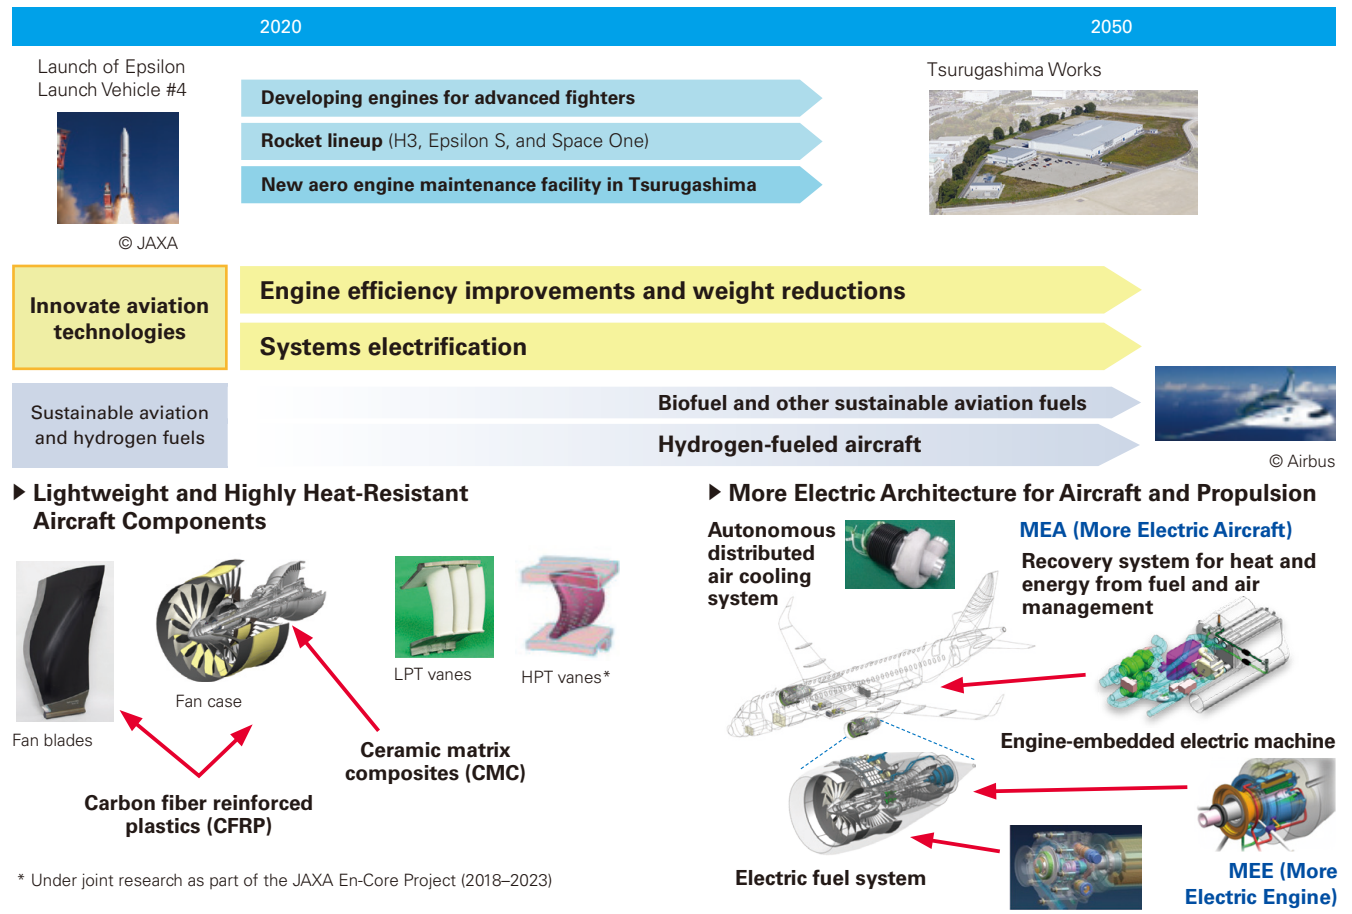 2020
2050
Launch of Epsilon
Launch Vehicle #4
© JAXA
Developing engines for advanced fighters
Rocket lineup (H3, Epsilon S, and Space One)
New aero engine maintenance facility in Tsurugashima
Tsurugashima Works
Innovate aviation
technologies
Engine efficiency improvements and weight reductions
Systems electrification
Sustainable aviation
and hydrogen fuels
Biofuel and other sustainable aviation fuels
Hydrogen-fueled aircraft
© Airbus
Lightweight and Highly Heat-Resistant
Aircraft Components
Fan blades
Fan case
LPT vanes
HPT vanes*
Ceramic matrix
composites (CMC)
Carbon fiber reinforced
plastics (CFRP)
* Under joint research as part of the JAXA En-Core Project (2018–2023)
More Electric Architecture for Aircraft and Propulsion
Autonomous
distributed
air cooling
system
MEA (More Electric Aircraft)
Recovery system for heat and
energy from fuel and air
management
Engine-embedded electric machine
Electric fuel system
MEE (More
Electric Engine)